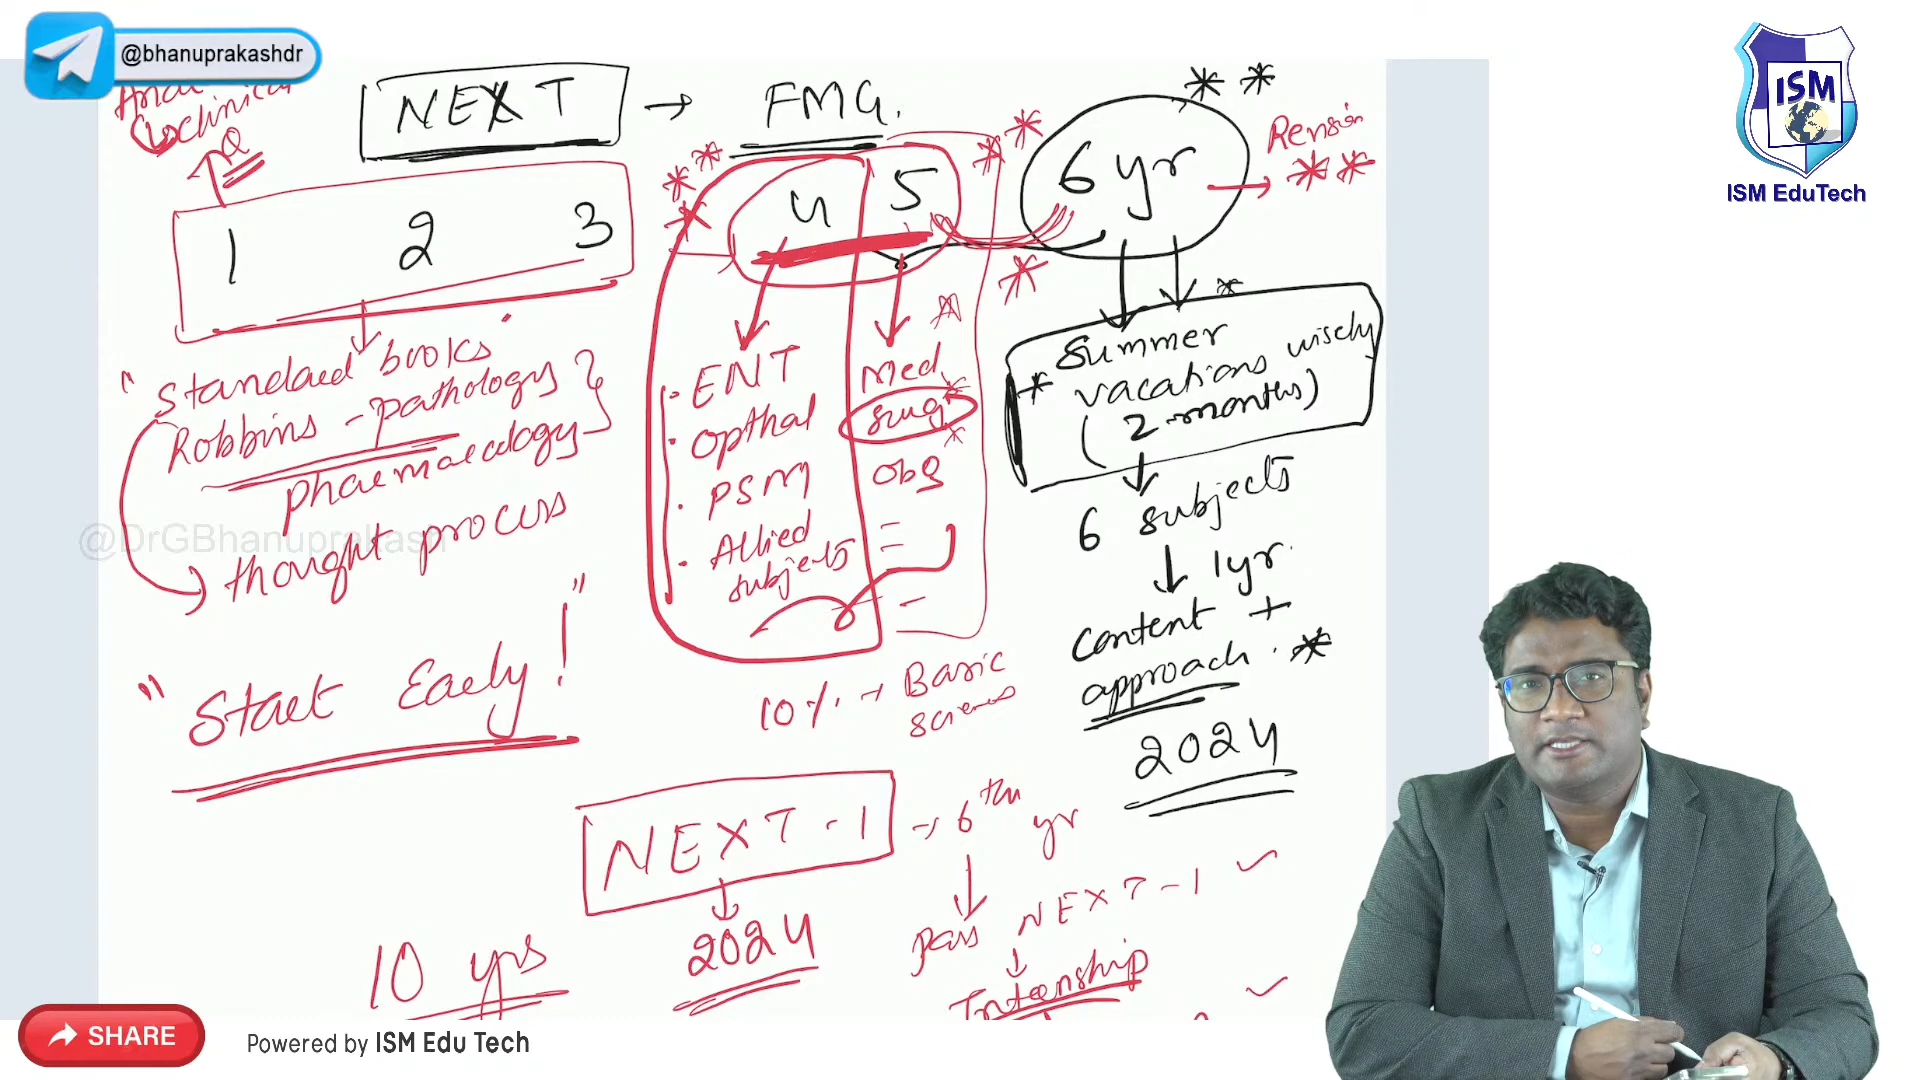 @bhanuprakashdr
ISM
ISM EduTech
clinical
NEXT → FMG.
1 2 3
4 5
6 yr
→ Revision
"Standard books"
Robbins - pathology
pharmacology
thought process
"Start Early!"
ENT
Opthal
PSM
Allied
subjects
Med
Surg
OBG
Summer
vacations wisely
(2 months)
6 subjects
1yr.
Content +
approach.
2024
10% → Basic
Science
NEXT-1 → 6th yr
2024
pass NEXT-1
Internship
10 yrs
@DrGBhanuprakash
SHARE
Powered by ISM Edu Tech